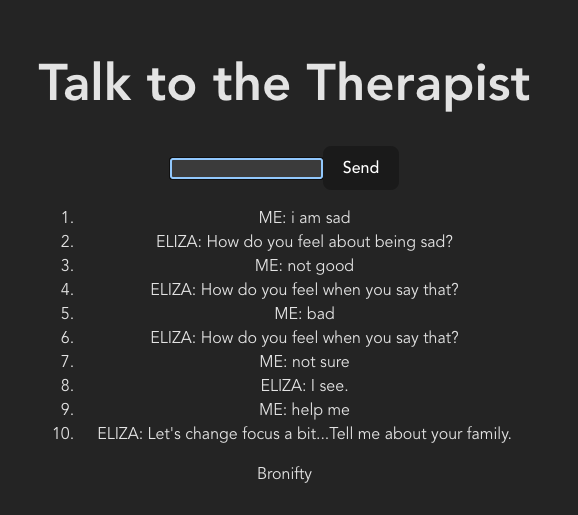 Talk to the Therapist
Send
1. ME: i am sad
2. ELIZA: How do you feel about being sad?
3. ME: not good
4. ELIZA: How do you feel when you say that?
5. ME: bad
6. ELIZA: How do you feel when you say that?
7. ME: not sure
8. ELIZA: I see.
9. ME: help me
10. ELIZA: Let's change focus a bit...Tell me about your family.
Bronifty